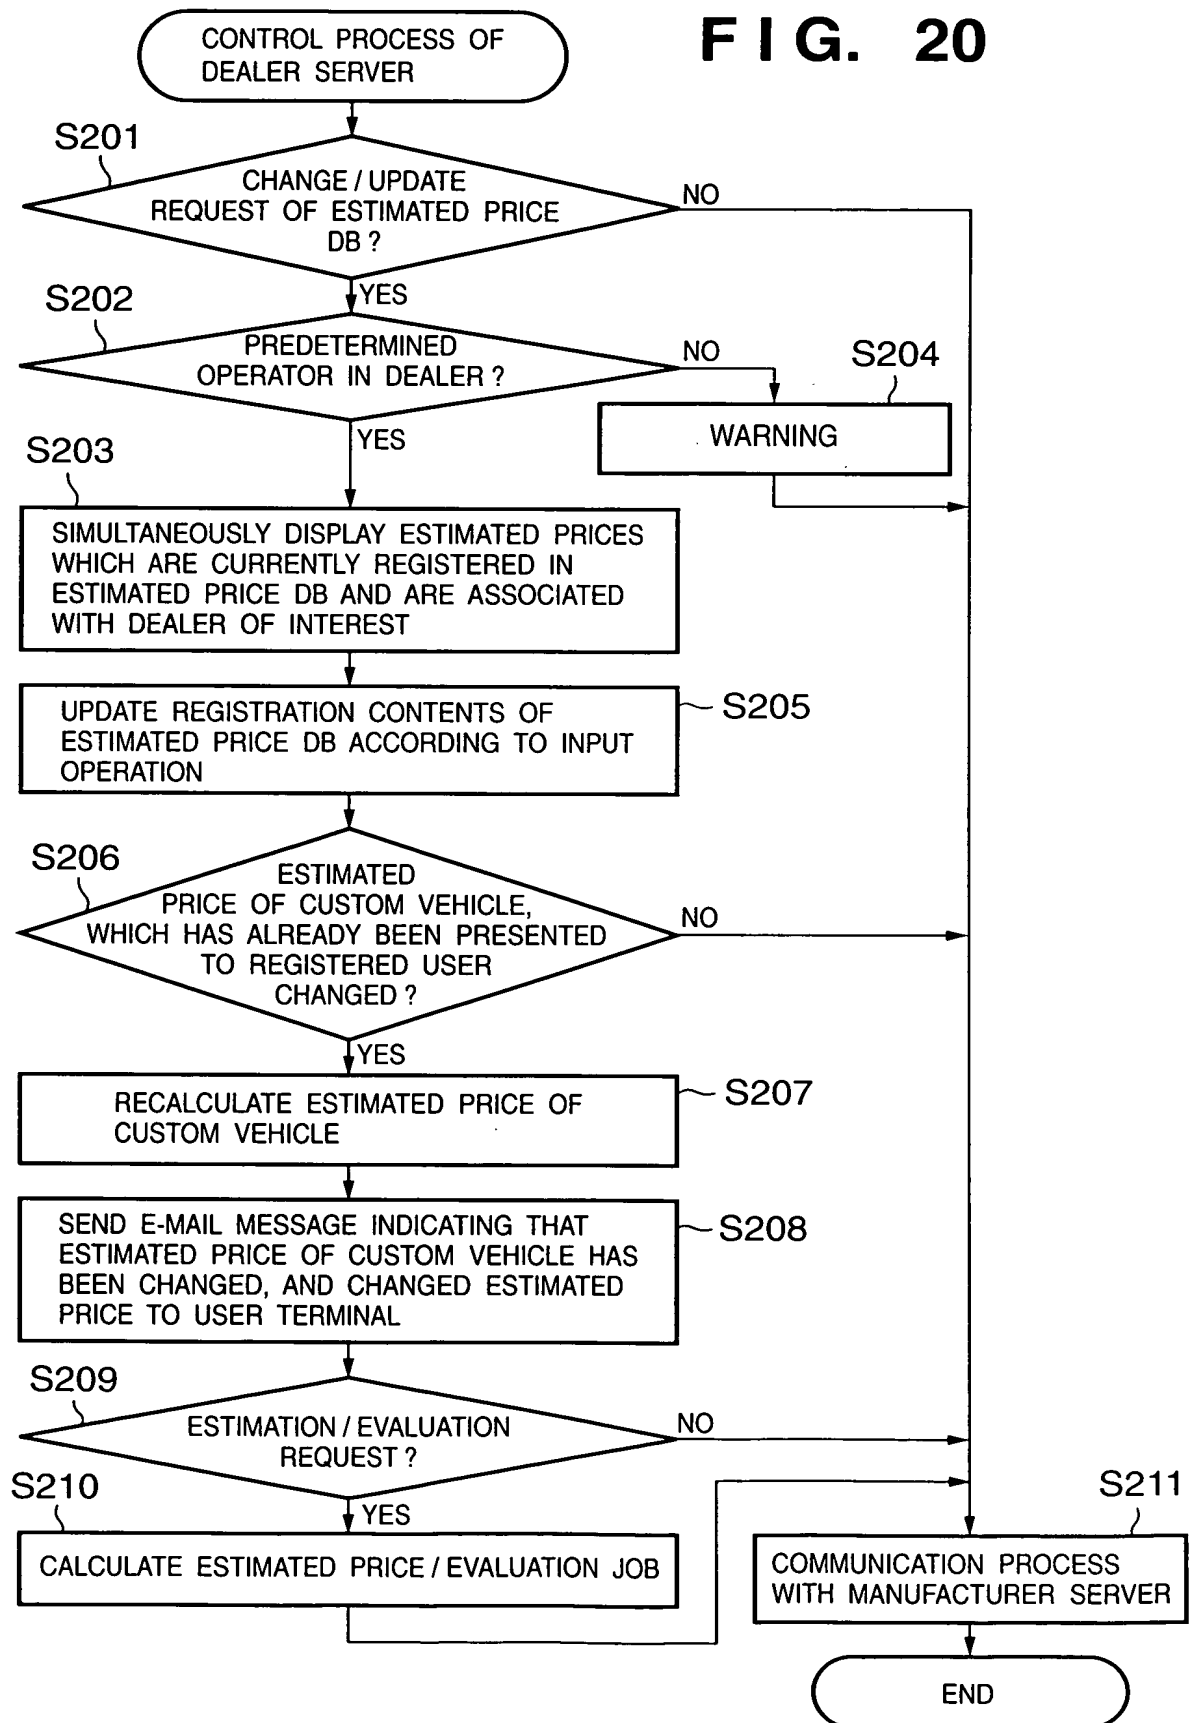 FIG. 20
CONTROL PROCESS OF
DEALER SERVER
S201
CHANGE / UPDATE
REQUEST OF ESTIMATED PRICE
DB ?
NO
YES
S202
PREDETERMINED
OPERATOR IN DEALER ?
NO
S204
WARNING
YES
S203
SIMULTANEOUSLY DISPLAY ESTIMATED PRICES
WHICH ARE CURRENTLY REGISTERED IN
ESTIMATED PRICE DB AND ARE ASSOCIATED
WITH DEALER OF INTEREST
S205
UPDATE REGISTRATION CONTENTS OF
ESTIMATED PRICE DB ACCORDING TO INPUT
OPERATION
S206
ESTIMATED
PRICE OF CUSTOM VEHICLE,
WHICH HAS ALREADY BEEN PRESENTED
TO REGISTERED USER
CHANGED ?
NO
YES
S207
RECALCULATE ESTIMATED PRICE OF
CUSTOM VEHICLE
S208
SEND E-MAIL MESSAGE INDICATING THAT
ESTIMATED PRICE OF CUSTOM VEHICLE HAS
BEEN CHANGED, AND CHANGED ESTIMATED
PRICE TO USER TERMINAL
S209
ESTIMATION / EVALUATION
REQUEST ?
NO
YES
S210
CALCULATE ESTIMATED PRICE / EVALUATION JOB
S211
COMMUNICATION PROCESS
WITH MANUFACTURER SERVER
END